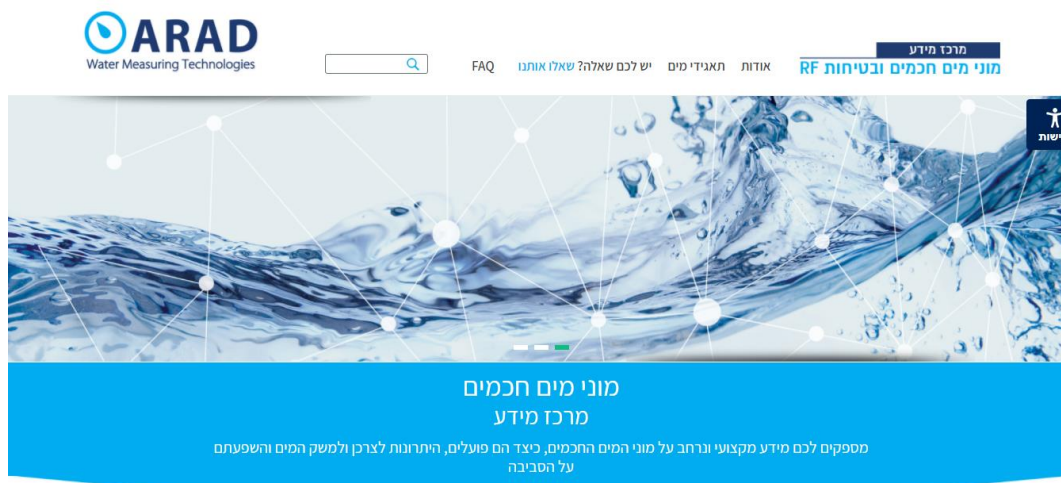 ARAD
Water Measuring Technologies
מרכז מידע
מוני מים חכמים ובטיחות RF
אודות
תאגידי מים
יש לכם שאלה? שאלו אותנו
FAQ
מוני מים חכמים
מרכז מידע
מספקים לכם מידע מקצועי ונרחב על מוני המים החכמים, כיצד הם פועלים, היתרונות לצרכן ולמשק המים והשפעתם
על הסביבה